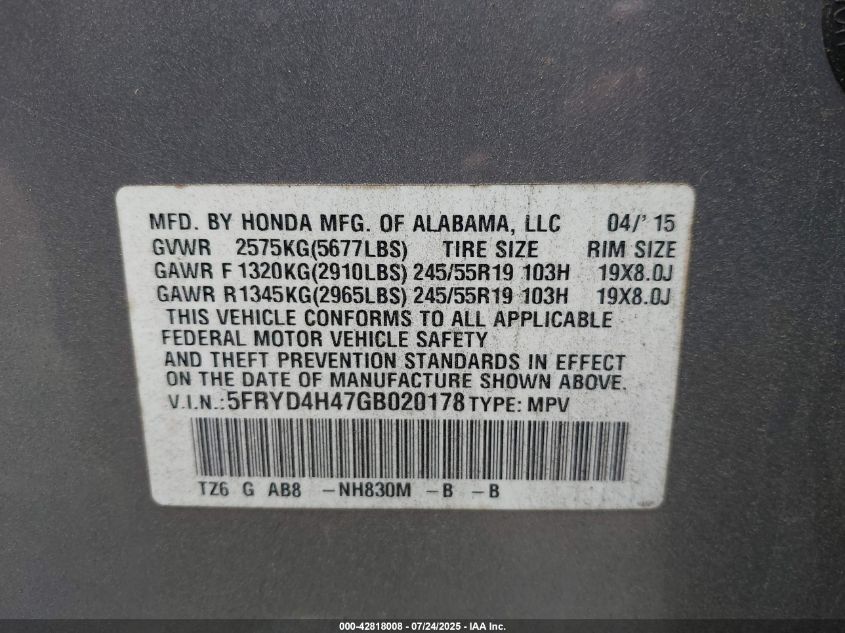 MFD. BY HONDA MFG. OF ALABAMA, LLC 04/' 15
GVWR 2575KG(5677LBS) TIRE SIZE RIM SIZE
GAWR F 1320KG(2910LBS) 245/55R19 103H 19X8.0J
GAWR R1345KG(2965LBS) 245/55R19 103H 19X8.0J
THIS VEHICLE CONFORMS TO ALL APPLICABLE
FEDERAL MOTOR VEHICLE SAFETY
AND THEFT PREVENTION STANDARDS IN EFFECT
ON THE DATE OF MANUFACTURE SHOWN ABOVE.
V.I.N.:5FRYD4H47GB020178 TYPE: MPV
TZ6 G AB8 -NH830M -B -B
000-42818008 - 07/24/2025 - IAA Inc.